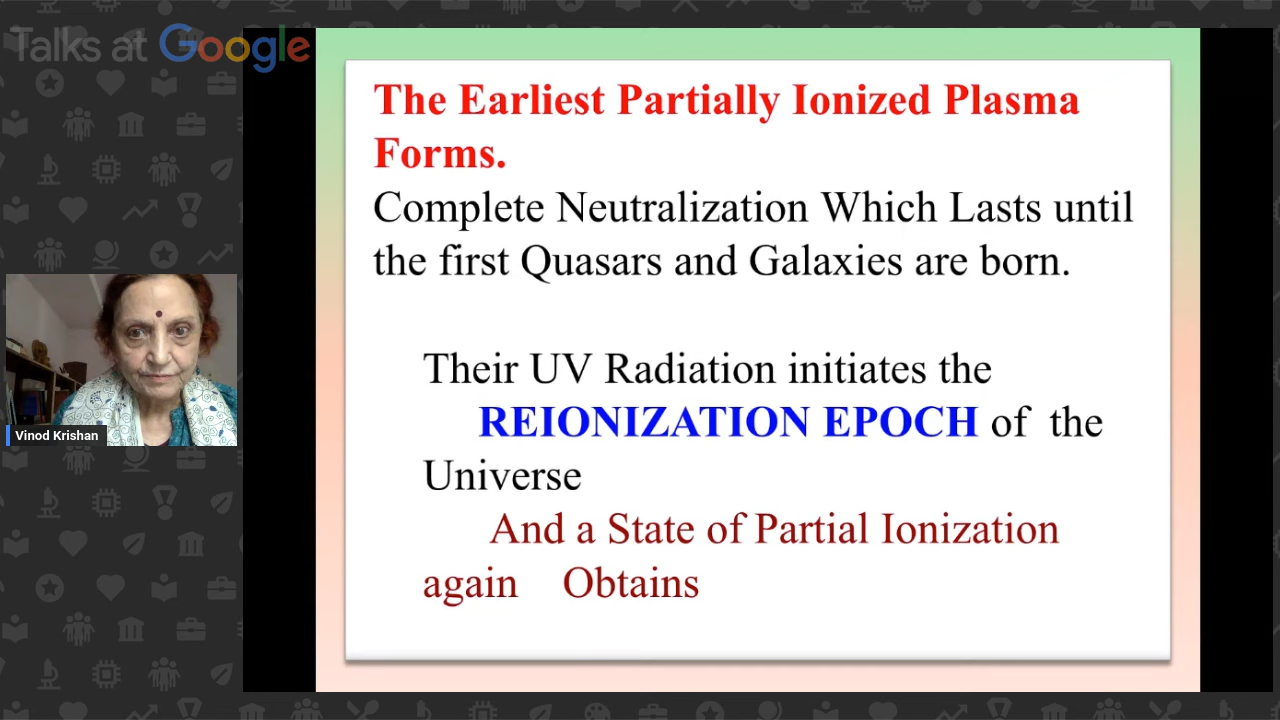 Talks at Google
The Earliest Partially Ionized Plasma
Forms.
Complete Neutralization Which Lasts until
the first Quasars and Galaxies are born.
Their UV Radiation initiates the
REIONIZATION EPOCH of the
Universe
And a State of Partial Ionization
again Obtains
Vinod Krishan